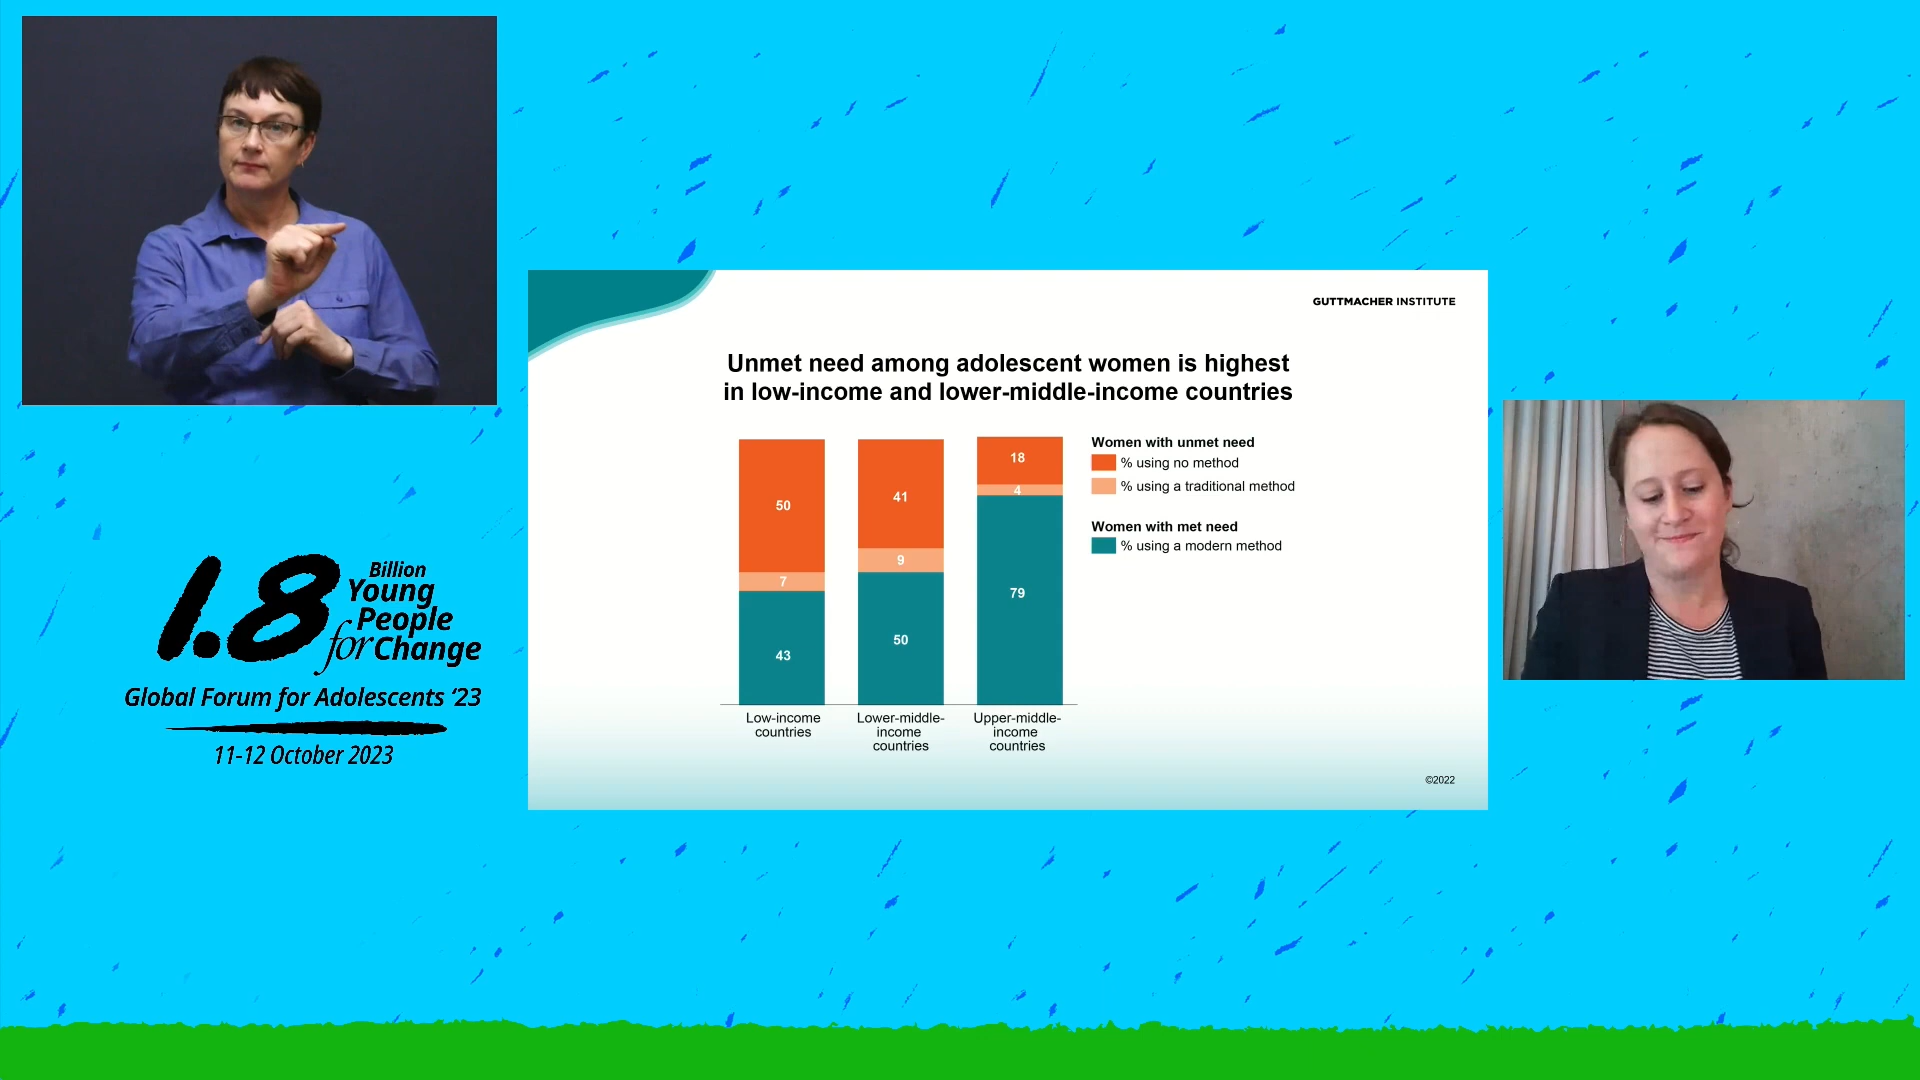 GUTTMACHER INSTITUTE
Unmet need among adolescent women is highest
in low-income and lower-middle-income countries
50
7
43
Low-income
countries
41
9
50
Lower-middle-
income
countries
18
4
79
Upper-middle-
income
countries
Women with unmet need
% using no method
% using a traditional method
Women with met need
% using a modern method
©2022
1.8 Billion
Young
People
for Change
Global Forum for Adolescents ‘23
11-12 October 2023